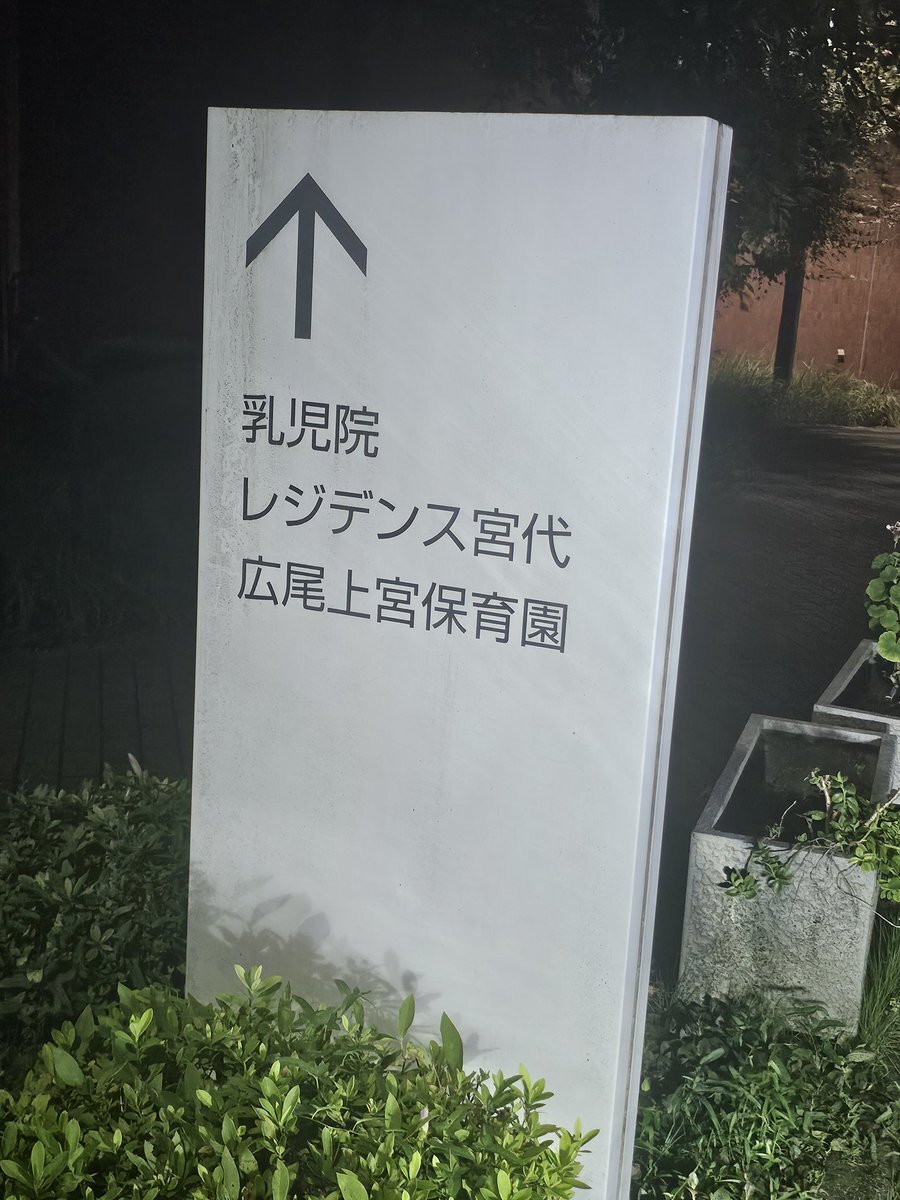 乳児院
レジデンス宮代
広尾上宮保育園